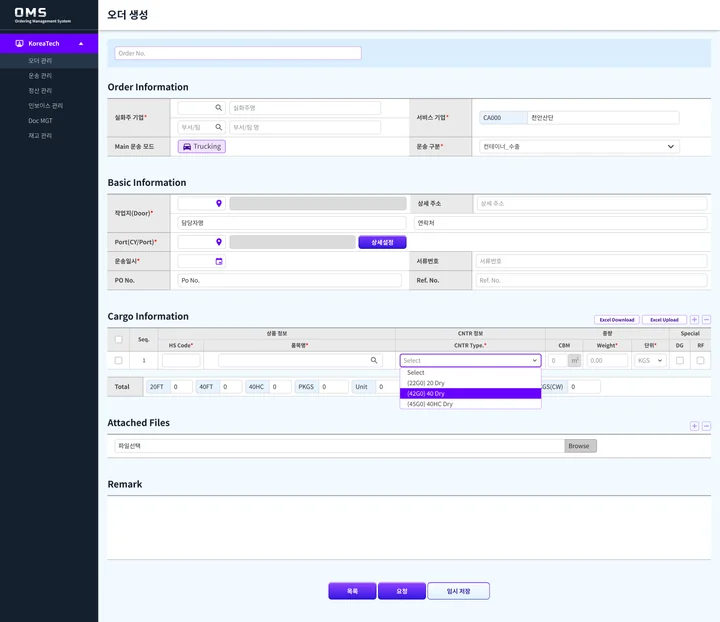 OMS
Ordering Management System
오더 생성
KoreaTech
오더 관리
운송 관리
정산 관리
인보이스 관리
Doc MGT
재고 관리
Order No.
Order Information
실화주 기업*
실화주명
서비스 기업*
CA000
천안산단
부서/팀
부서/팀 명
Main 운송 모드
Trucking
운송 구분*
컨테이너_수출
Basic Information
작업지(Door)*
상세 주소
상세 주소
담당자명
연락처
Port(CY/Port)*
상세설정
운송일시*
서류번호
서류번호
PO No.
Po No.
Ref. No.
Ref. No.
Cargo Information
Excel Download
Excel Upload
+
−
Seq.
상품 정보
CNTR 정보
중량
Special
HS Code*
품목명*
CNTR Type.*
CBM
Weight*
단위*
DG
RF
1
Select
0
m³
0.00
KGS
Select
(22G0) 20 Dry
(42G0) 40 Dry
(45G0) 40HC Dry
Total
20FT
0
40FT
0
40HC
0
PKGS
0
Unit
0
GS(CW)
0
Attached Files
+
−
파일선택
Browse
Remark
목록
요청
임시 저장